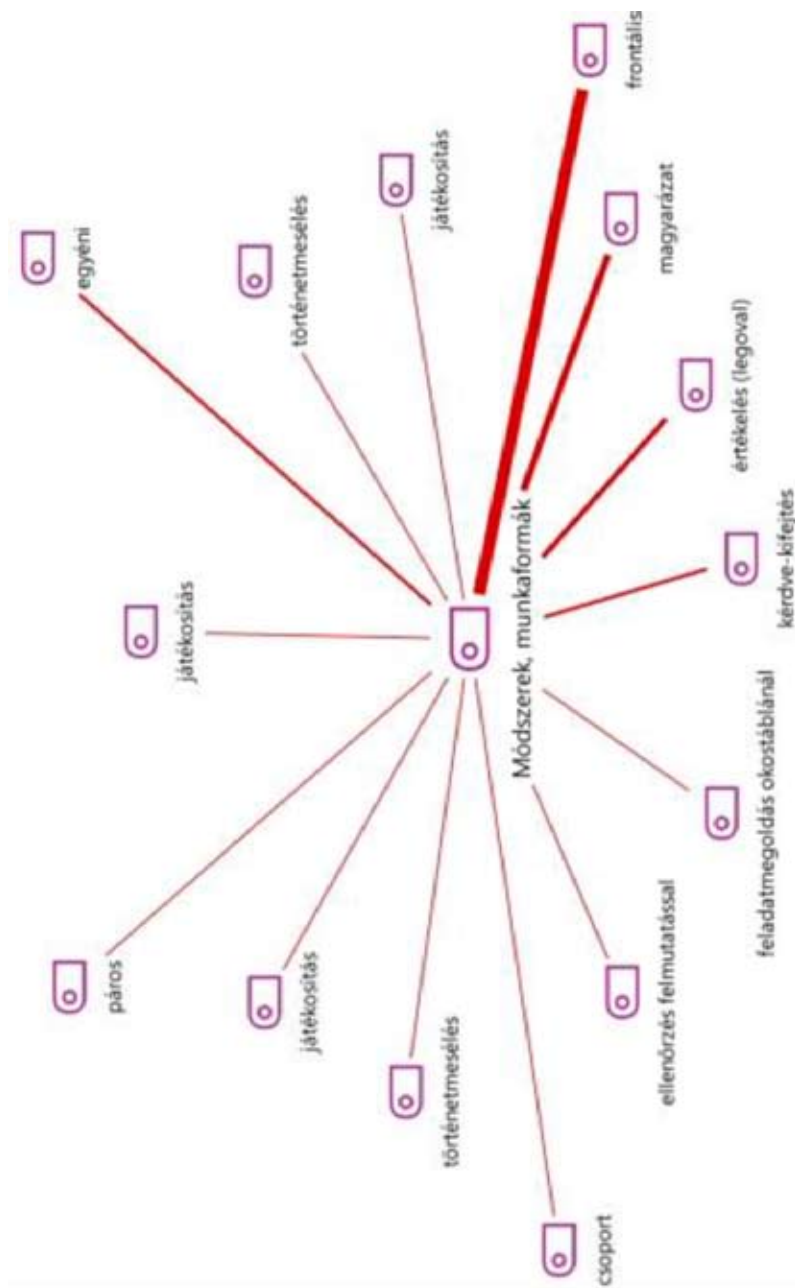 egyéni
páros
játékosítás
történetmesélés
játékosítás
játékosítás
történetmesélés
Módszerek, munkaformák
csoport
frontális
ellenőrzés felmutatással
magyarázat
értékelés (legoval)
feladatmegoldás okostáblánál
kérdve-kifejtés